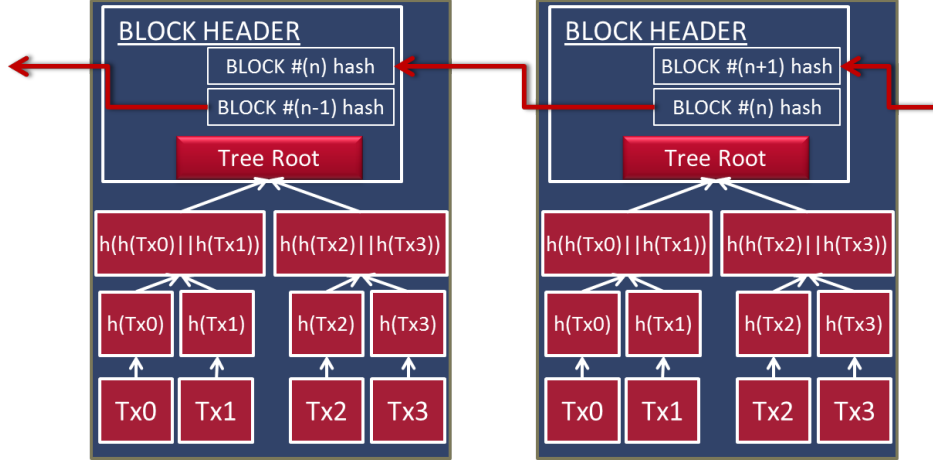 BLOCK HEADER
BLOCK #(n) hash
BLOCK #(n-1) hash
Tree Root
h(h(Tx0)||h(Tx1))
h(h(Tx2)||h(Tx3))
h(Tx0)
h(Tx1)
h(Tx2)
h(Tx3)
Tx0
Tx1
Tx2
Tx3
BLOCK HEADER
BLOCK #(n+1) hash
BLOCK #(n) hash
Tree Root
h(h(Tx0)||h(Tx1))
h(h(Tx2)||h(Tx3))
h(Tx0)
h(Tx1)
h(Tx2)
h(Tx3)
Tx0
Tx1
Tx2
Tx3